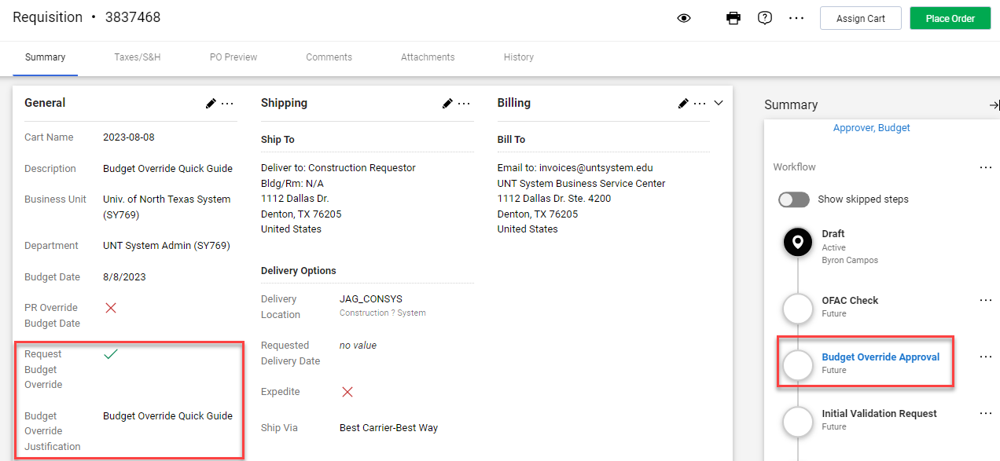 Requisition • 3837468
Assign Cart
Place Order
Summary
Taxes/S&H
PO Preview
Comments
Attachments
History
General
Cart Name
2023-08-08
Description
Budget Override Quick Guide
Business Unit
Univ. of North Texas System
(SY769)
Department
UNT System Admin (SY769)
Budget Date
8/8/2023
PR Override
Budget Date
Request
Budget
Override
Budget
Override
Justification
Budget Override Quick Guide
Shipping
Ship To
Deliver to: Construction Requestor
Bldg/Rm: N/A
1112 Dallas Dr.
Denton, TX 76205
United States
Delivery Options
Delivery
Location
JAG_CONSYS
Construction ? System
Requested
Delivery Date
no value
Expedite
Ship Via
Best Carrier-Best Way
Billing
Bill To
Email to: invoices@untsystem.edu
UNT System Business Service Center
1112 Dallas Dr. Ste. 4200
Denton, TX 76205
United States
Summary
Approver, Budget
Workflow
Show skipped steps
Draft
Active
Byron Campos
OFAC Check
Future
Budget Override Approval
Future
Initial Validation Request
Future